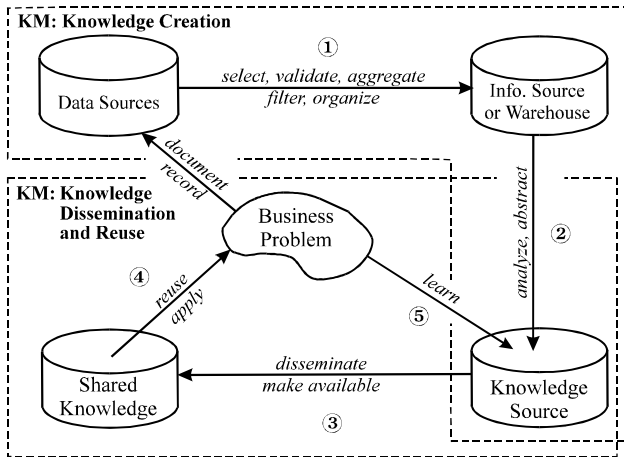 KM: Knowledge Creation
①
select, validate, aggregate
filter, organize
Data Sources
Info. Source
or Warehouse
document
record
KM: Knowledge
Dissemination
and Reuse
Business
Problem
analyze, abstract
②
④
reuse
apply
learn
⑤
disseminate
make available
Shared
Knowledge
Knowledge
Source
③